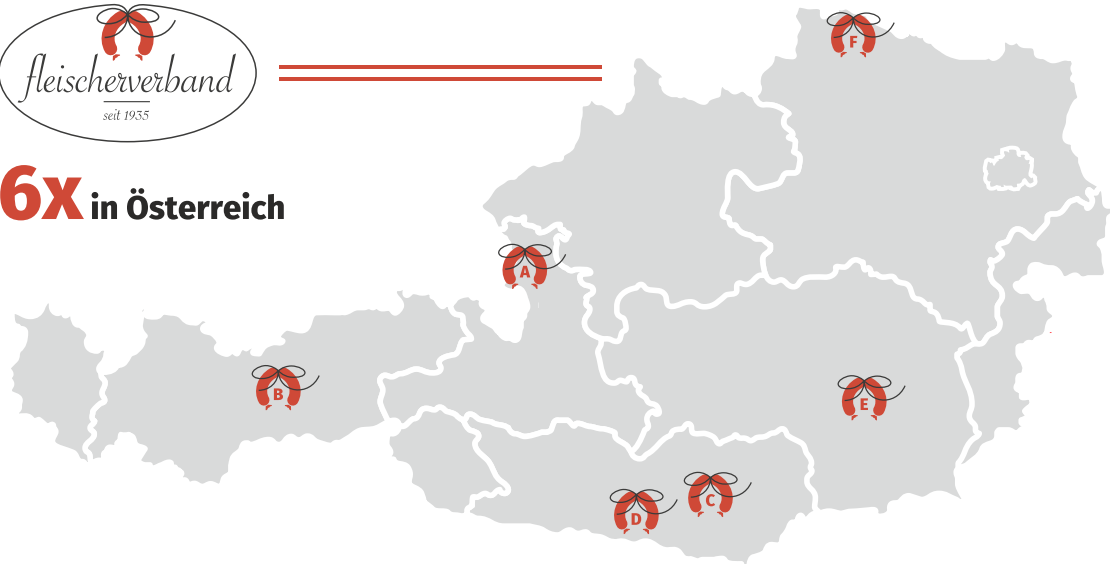 fleischerverband
seit 1935
6x in Österreich
F
A
B
E
C
D